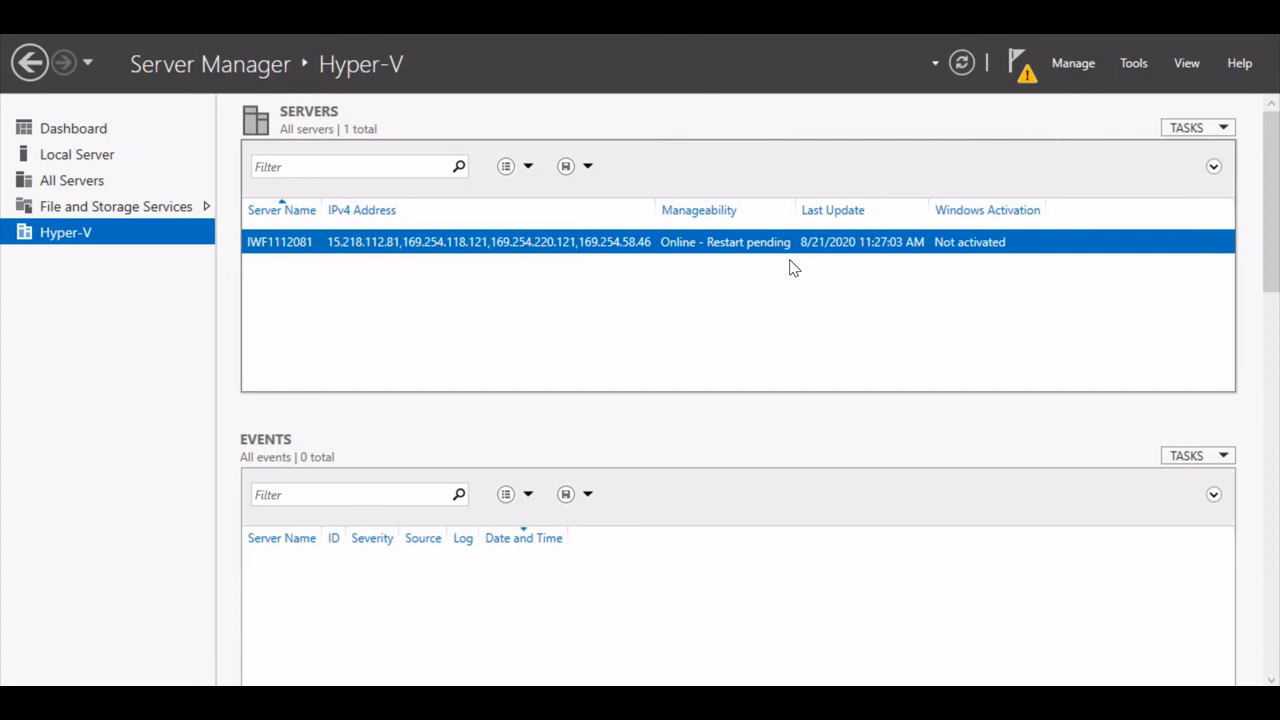 Server Manager ‣ Hyper-V
Manage Tools View Help
Dashboard
Local Server
All Servers
File and Storage Services
Hyper-V
SERVERS
All servers | 1 total
TASKS
Filter
Server Name IPv4 Address Manageability Last Update Windows Activation
IWF1112081 15.218.112.81,169.254.118.121,169.254.220.121,169.254.58.46 Online - Restart pending 8/21/2020 11:27:03 AM Not activated
EVENTS
All events | 0 total
TASKS
Filter
Server Name ID Severity Source Log Date and Time